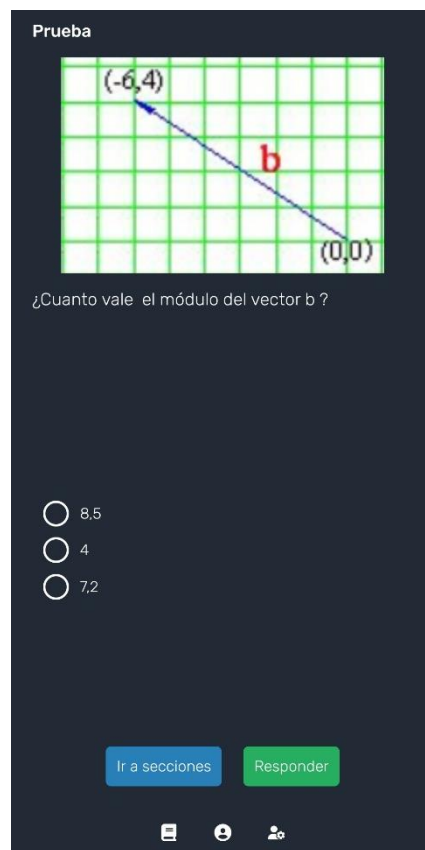 Prueba
(-6,4)
b
(0,0)
¿Cuanto vale el módulo del vector b ?
8,5
4
7,2
Ir a secciones
Responder